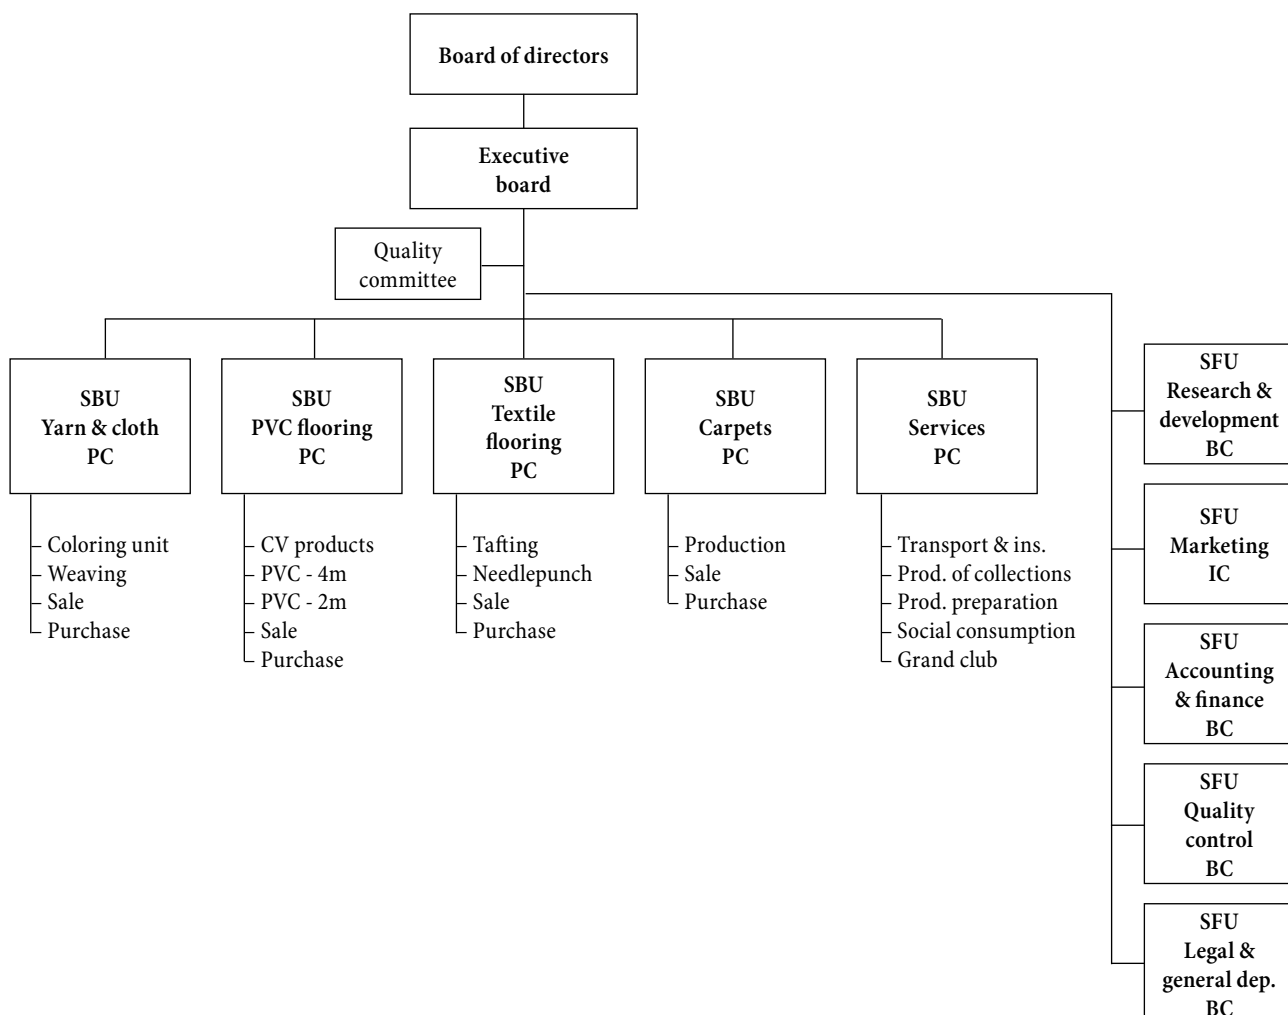 Board of directors
Executive
board
Quality
committee
SBU
Yarn & cloth
PC
SBU
PVC flooring
PC
SBU
Textile
flooring
PC
SBU
Carpets
PC
SBU
Services
PC
Coloring unit
Weaving
Sale
Purchase
CV products
PVC - 4m
PVC - 2m
Sale
Purchase
Tafting
Needlepunch
Sale
Purchase
Production
Sale
Purchase
Transport & ins.
Prod. of collections
Prod. preparation
Social consumption
Grand club
SFU
Research &
development
BC
SFU
Marketing
IC
SFU
Accounting
& finance
BC
SFU
Quality
control
BC
SFU
Legal &
general dep.
BC